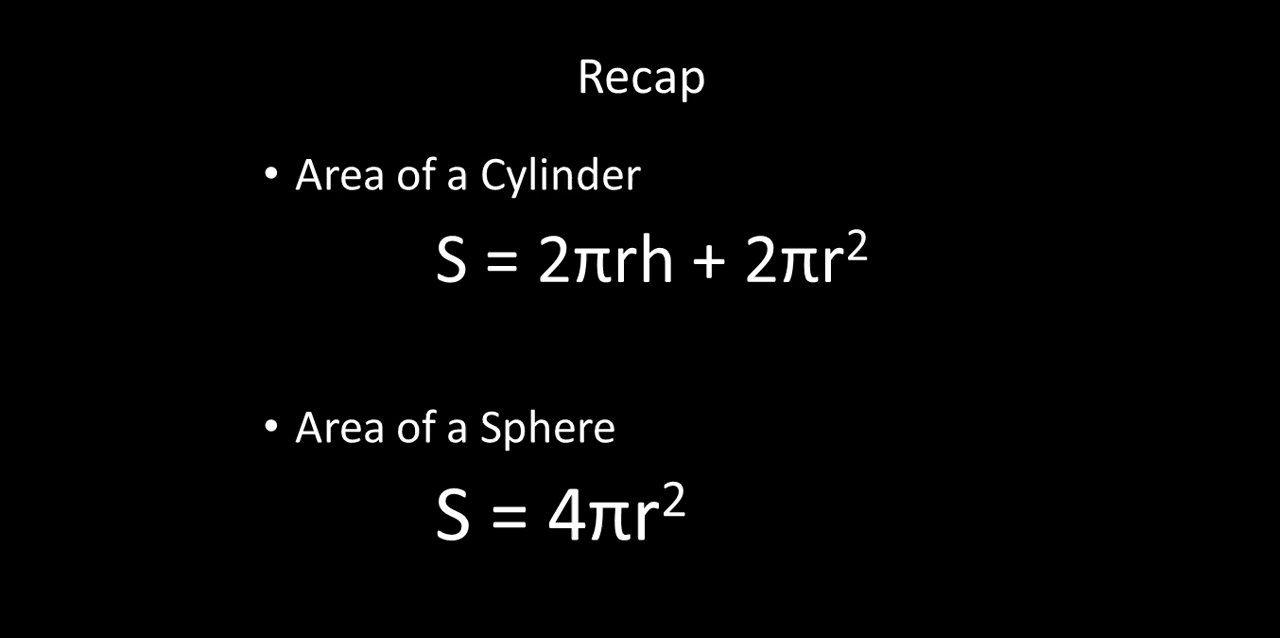 Recap
• Area of a Cylinder
S = 2πrh + 2πr²
• Area of a Sphere
S = 4πr²